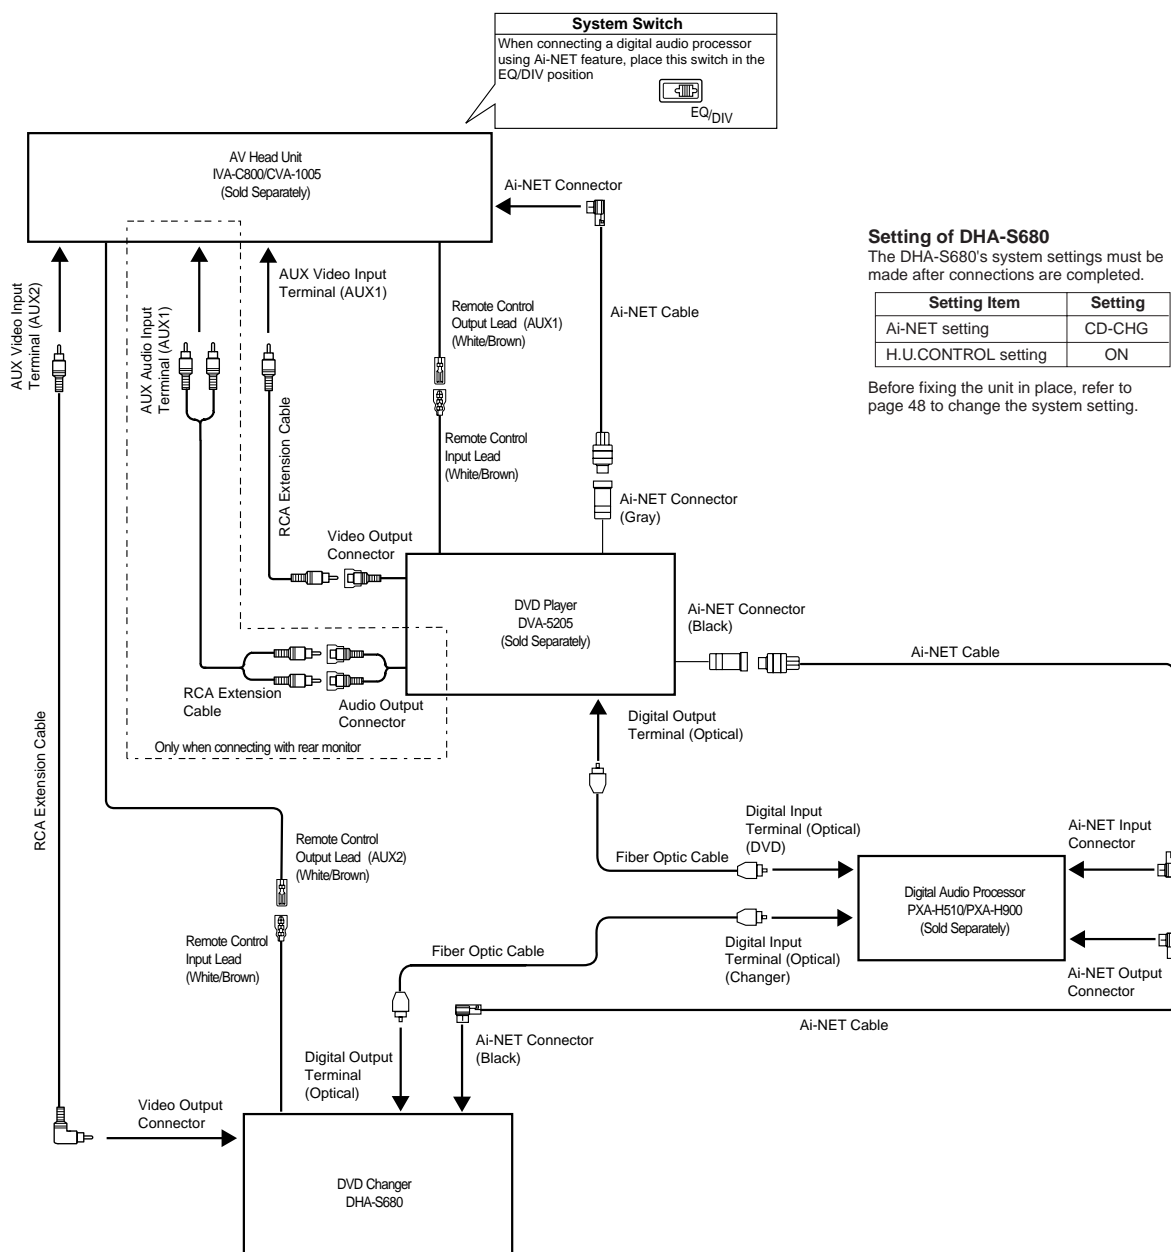 System Switch
When connecting a digital audio processor
using Ai-NET feature, place this switch in the
EQ/DIV position
EQ/DIV
AV Head Unit
IVA-C800/CVA-1005
(Sold Separately)
Ai-NET Connector
AUX Video Input
Terminal (AUX2)
AUX Audio Input
Terminal (AUX1)
AUX Video Input
Terminal (AUX1)
Remote Control
Output Lead (AUX1)
(White/Brown)
Ai-NET Cable
Setting of DHA-S680
The DHA-S680's system settings must be
made after connections are completed.
Setting Item Setting
Ai-NET setting CD-CHG
H.U.CONTROL setting ON
Before fixing the unit in place, refer to
page 48 to change the system setting.
RCA Extension Cable
Remote Control
Input Lead
(White/Brown)
Ai-NET Connector
(Gray)
Video Output
Connector
DVD Player
DVA-5205
(Sold Separately)
Ai-NET Connector
(Black)
Ai-NET Cable
RCA Extension
Cable
Audio Output
Connector
Only when connecting with rear monitor
Digital Output
Terminal (Optical)
RCA Extension Cable
Remote Control
Output Lead (AUX2)
(White/Brown)
Fiber Optic Cable
Digital Input
Terminal (Optical)
(DVD)
Ai-NET Input
Connector
Digital Audio Processor
PXA-H510/PXA-H900
(Sold Separately)
Remote Control
Input Lead
(White/Brown)
Fiber Optic Cable
Digital Input
Terminal (Optical)
(Changer)
Ai-NET Output
Connector
Ai-NET Cable
Digital Output
Terminal
(Optical)
Ai-NET Connector
(Black)
Video Output
Connector
DVD Changer
DHA-S680